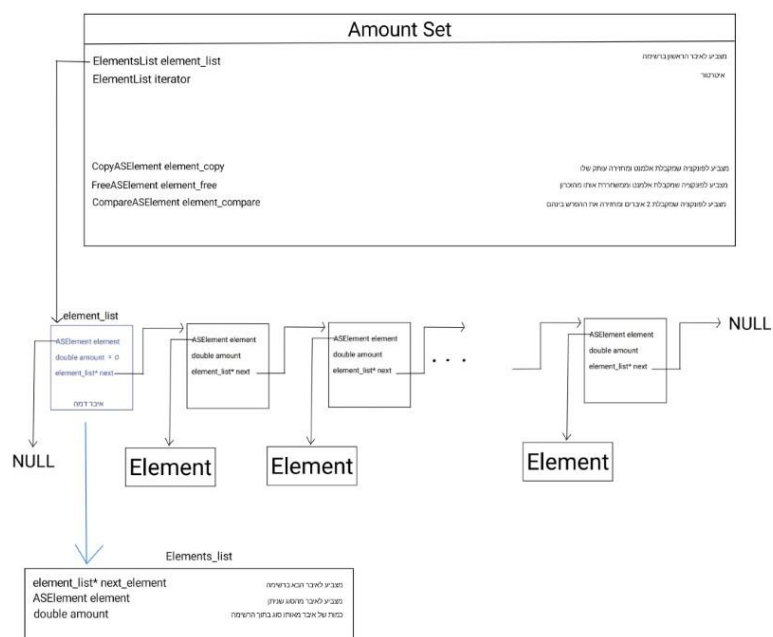 Amount Set
ElementsList element_list מצביע לאיבר הראשון ברשימה
ElementList iterator איטרטור
CopyASElement element_copy מצביע לפונקציה שמקבלת אלמנט ומחזירה עותק שלו
FreeASElement element_free מצביע לפונקציה שמקבלת אלמנט וממשחררת אותו מהזכרון
CompareASElement element_compare מצביע לפונקציה שמקבלת 2 איברים ומחזירה את ההפרש בינהם
element_list
ASElement element
double amount = 0
element_list* next
איבר דמה
NULL
ASElement element
double amount
element_list* next
Element
ASElement element
double amount
element_list* next
Element
...
ASElement element
double amount
element_list* next
Element
NULL
Elements_list
element_list* next_element מצביע לאיבר הבא ברשימה
ASElement element מצביע לאיבר מהסוג שניתן
double amount כמות של איבר מאותו סוג בתוך הרשימה